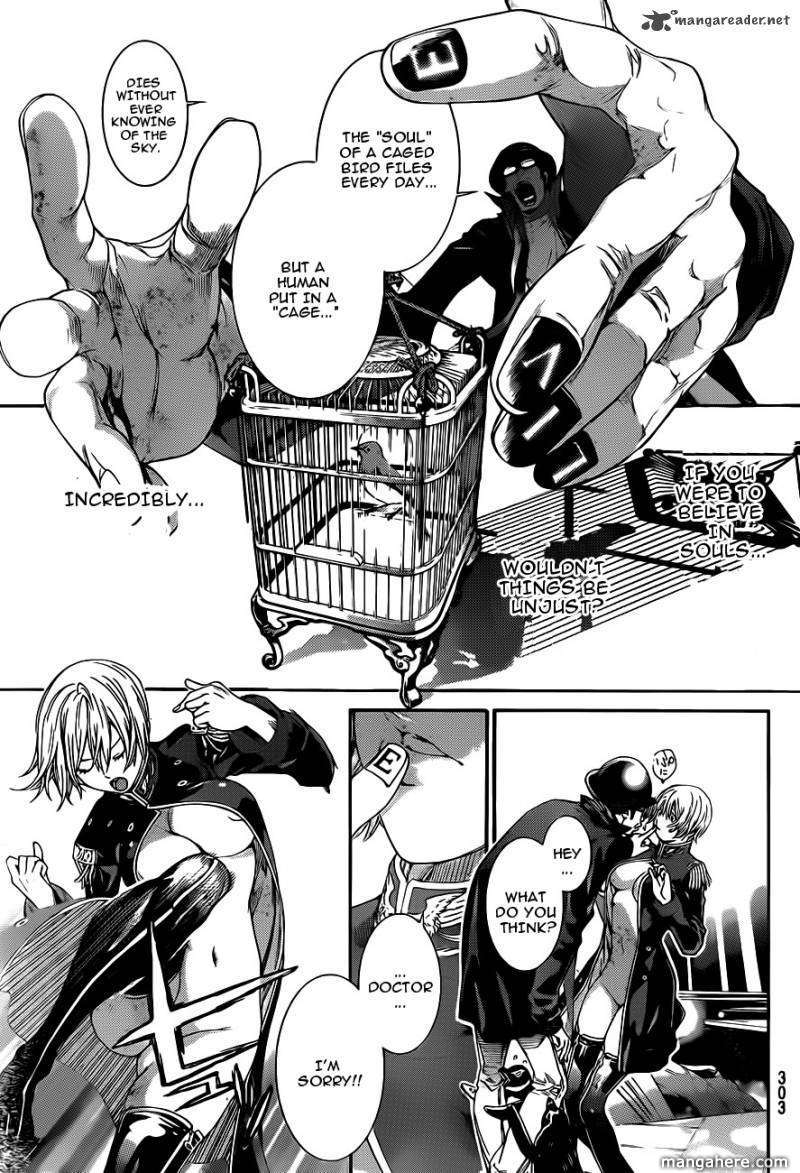 mangareader.net
E
THE "SOUL"
OF A CAGED
BIRD FILES
EVERY DAY...
BUT A
HUMAN
PUT IN A
"CAGE..."
DIES
WITHOUT
EVER
KNOWING
OF THE
SKY.
IF YOU
WERE TO
BELIEVE
IN
SOULS...
WOULDN'T
THINGS BE
UNJUST?
INCREDIBLY...
HEY
...
WHAT
DO YOU
THINK?
E
...
DOCTOR
...
I'M
SORRY!!
303
mangahere.com